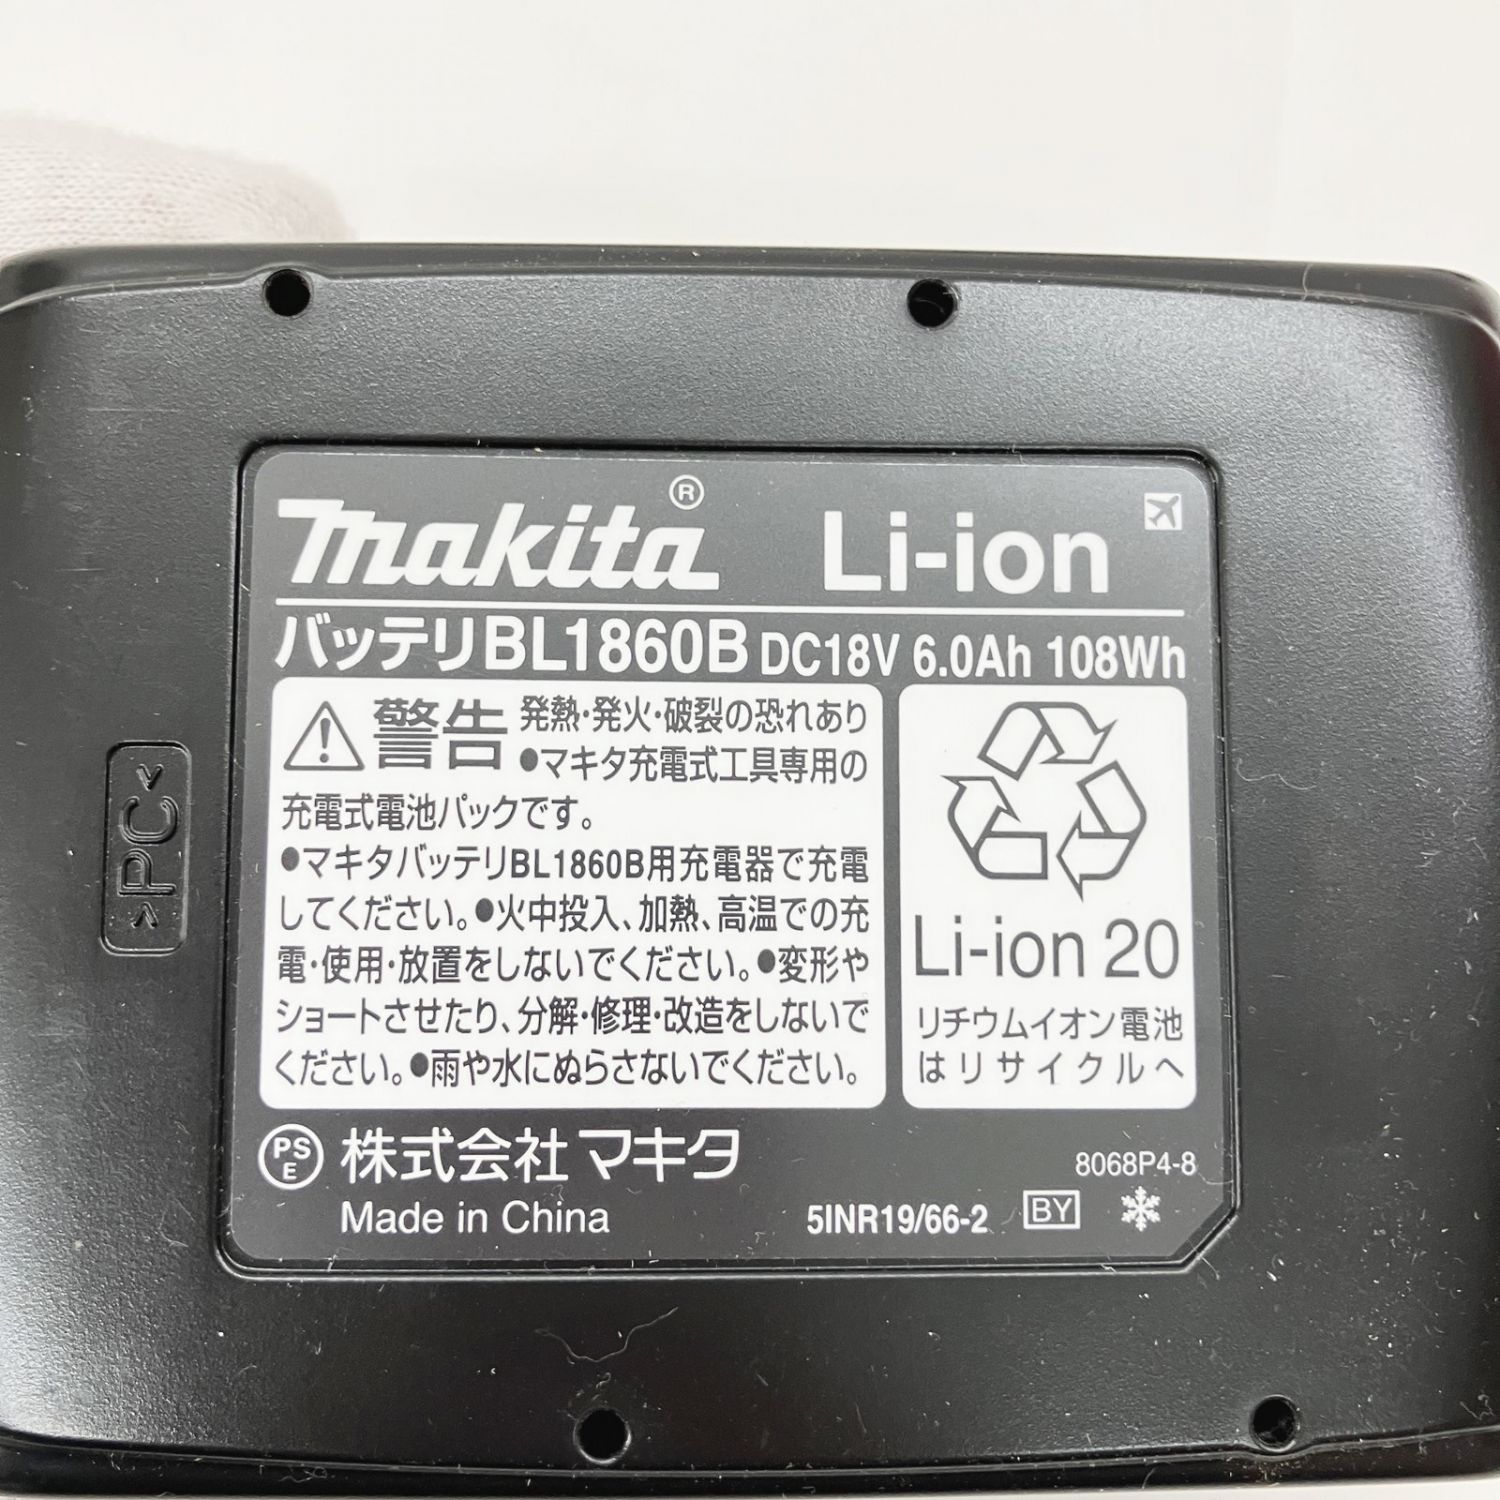 makita® Li-ion
バッテリBL1860B DC18V 6.0Ah 108Wh
警告 発熱・発火・破裂の恐れあり
●マキタ充電式工具専用の
充電式電池パックです。
●マキタバッテリBL1860B用充電器で充電
してください。●火中投入、加熱、高温での充
電・使用・放置をしないでください。●変形や
ショートさせたり、分解・修理・改造をしないで
ください。●雨や水にぬらさないでください。
Li-ion 20
リチウムイオン電池
はリサイクルへ
PS
E
株式会社マキタ
Made in China
8068P4-8
5INR19/66-2 BY
>PC<